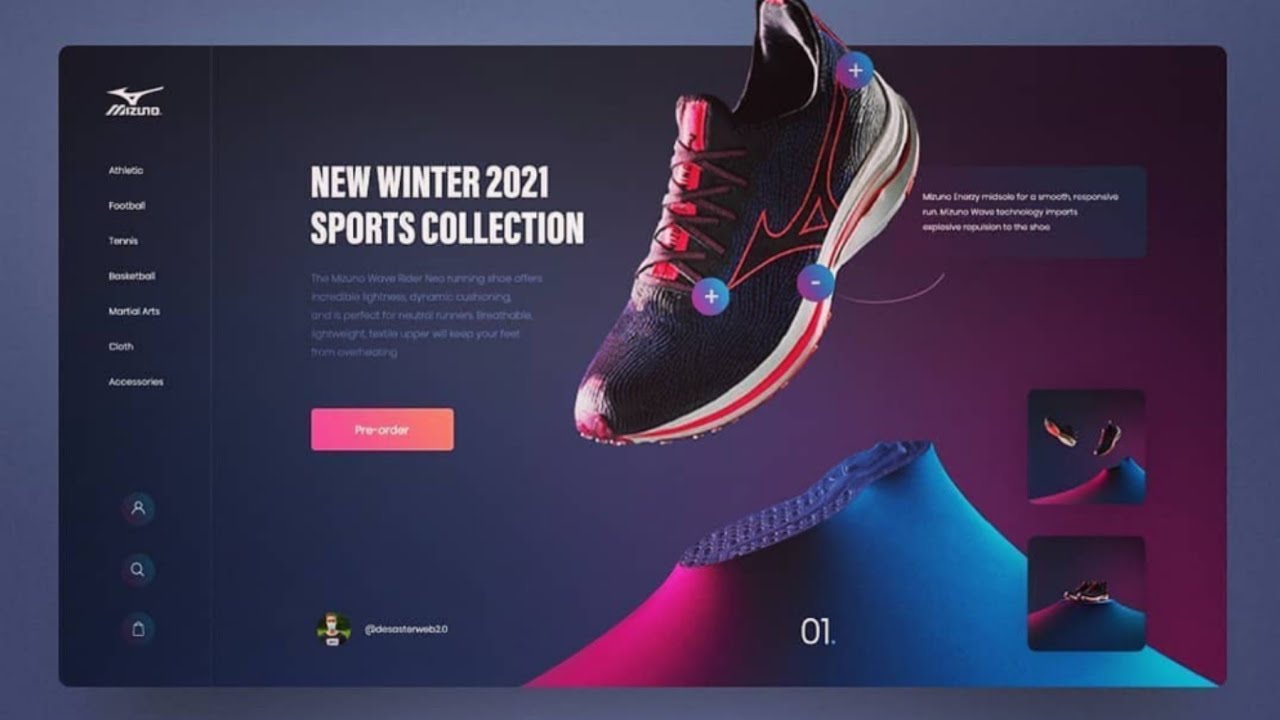 MIZUNO
Athletic
Football
Tennis
Basketball
Martial Arts
Cloth
Accessories
NEW WINTER 2021
SPORTS COLLECTION
The Mizuno Wave Rider Neo running shoe offers
incredible lightness, dynamic cushioning,
and is perfect for neutral runners. Breathable,
lightweight, textile upper will keep your feet
from overheating
Pre-order
@desasterweb2.0
+
+
-
Mizuno Enerzy midsole for a smooth, responsive
run. Mizuno Wave technology imparts
explosive repulsion to the shoe
01.